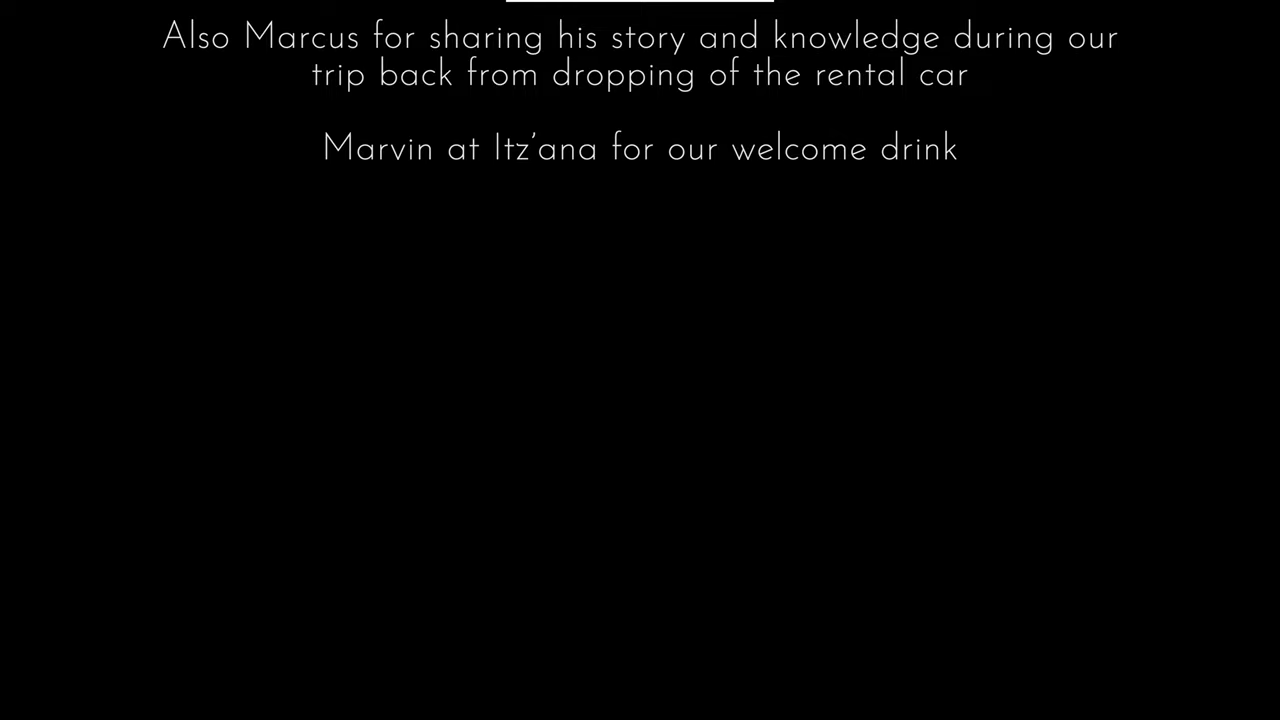 Also Marcus for sharing his story and knowledge during our
trip back from dropping of the rental car
Marvin at Itz’ana for our welcome drink